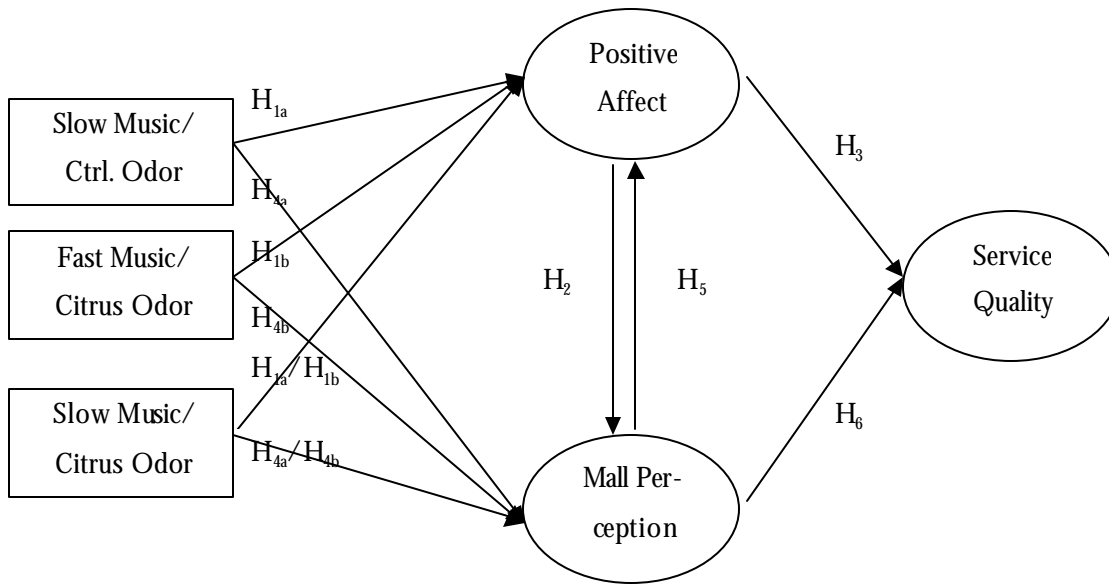 Positive
Affect
H1a
Slow Music/
Ctrl. Odor
H3
H4a
H1b
Fast Music/
Citrus Odor
Service
Quality
H2
H5
H4b
H1a/H1b
Slow Music/
Citrus Odor
H6
H4a/H4b
Mall Per-
ception